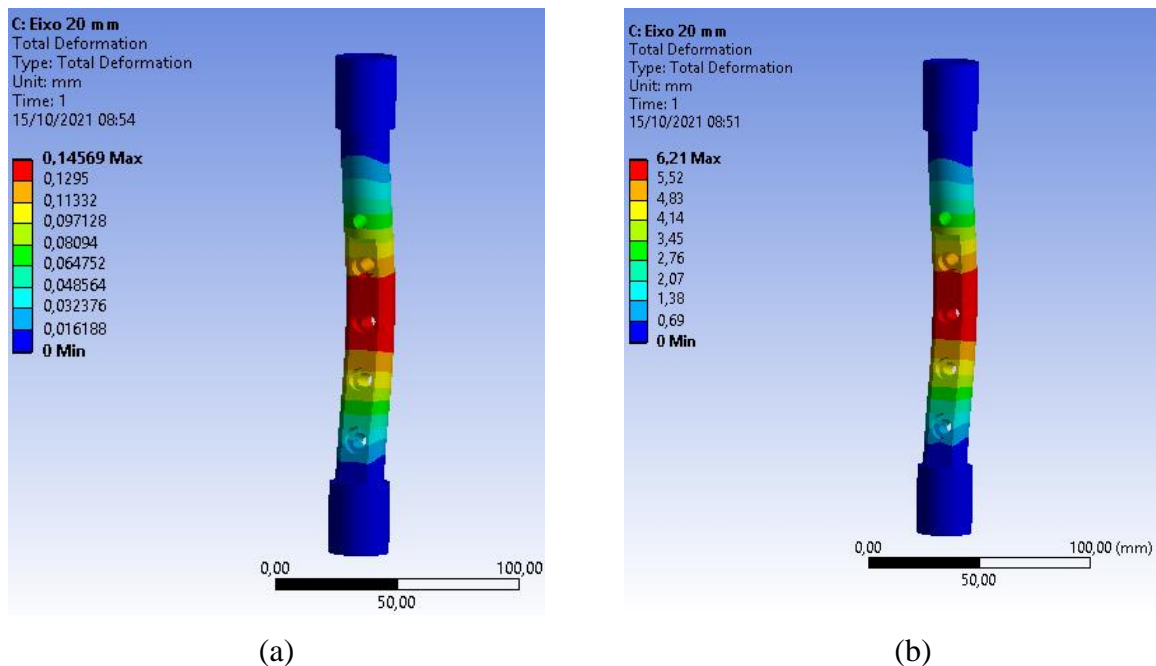 C: Eixo 20 mm
Total Deformation
Type: Total Deformation
Unit: mm
Time: 1
15/10/2021 08:54
0,14569 Max
0,1295
0,11332
0,097128
0,08094
0,064752
0,048564
0,032376
0,016188
0 Min
0,00
100,00
50,00
(a)
C: Eixo 20 mm
Total Deformation
Type: Total Deformation
Unit: mm
Time: 1
15/10/2021 08:51
6,21 Max
5,52
4,83
4,14
3,45
2,76
2,07
1,38
0,69
0 Min
0,00
100,00 (mm)
50,00
(b)